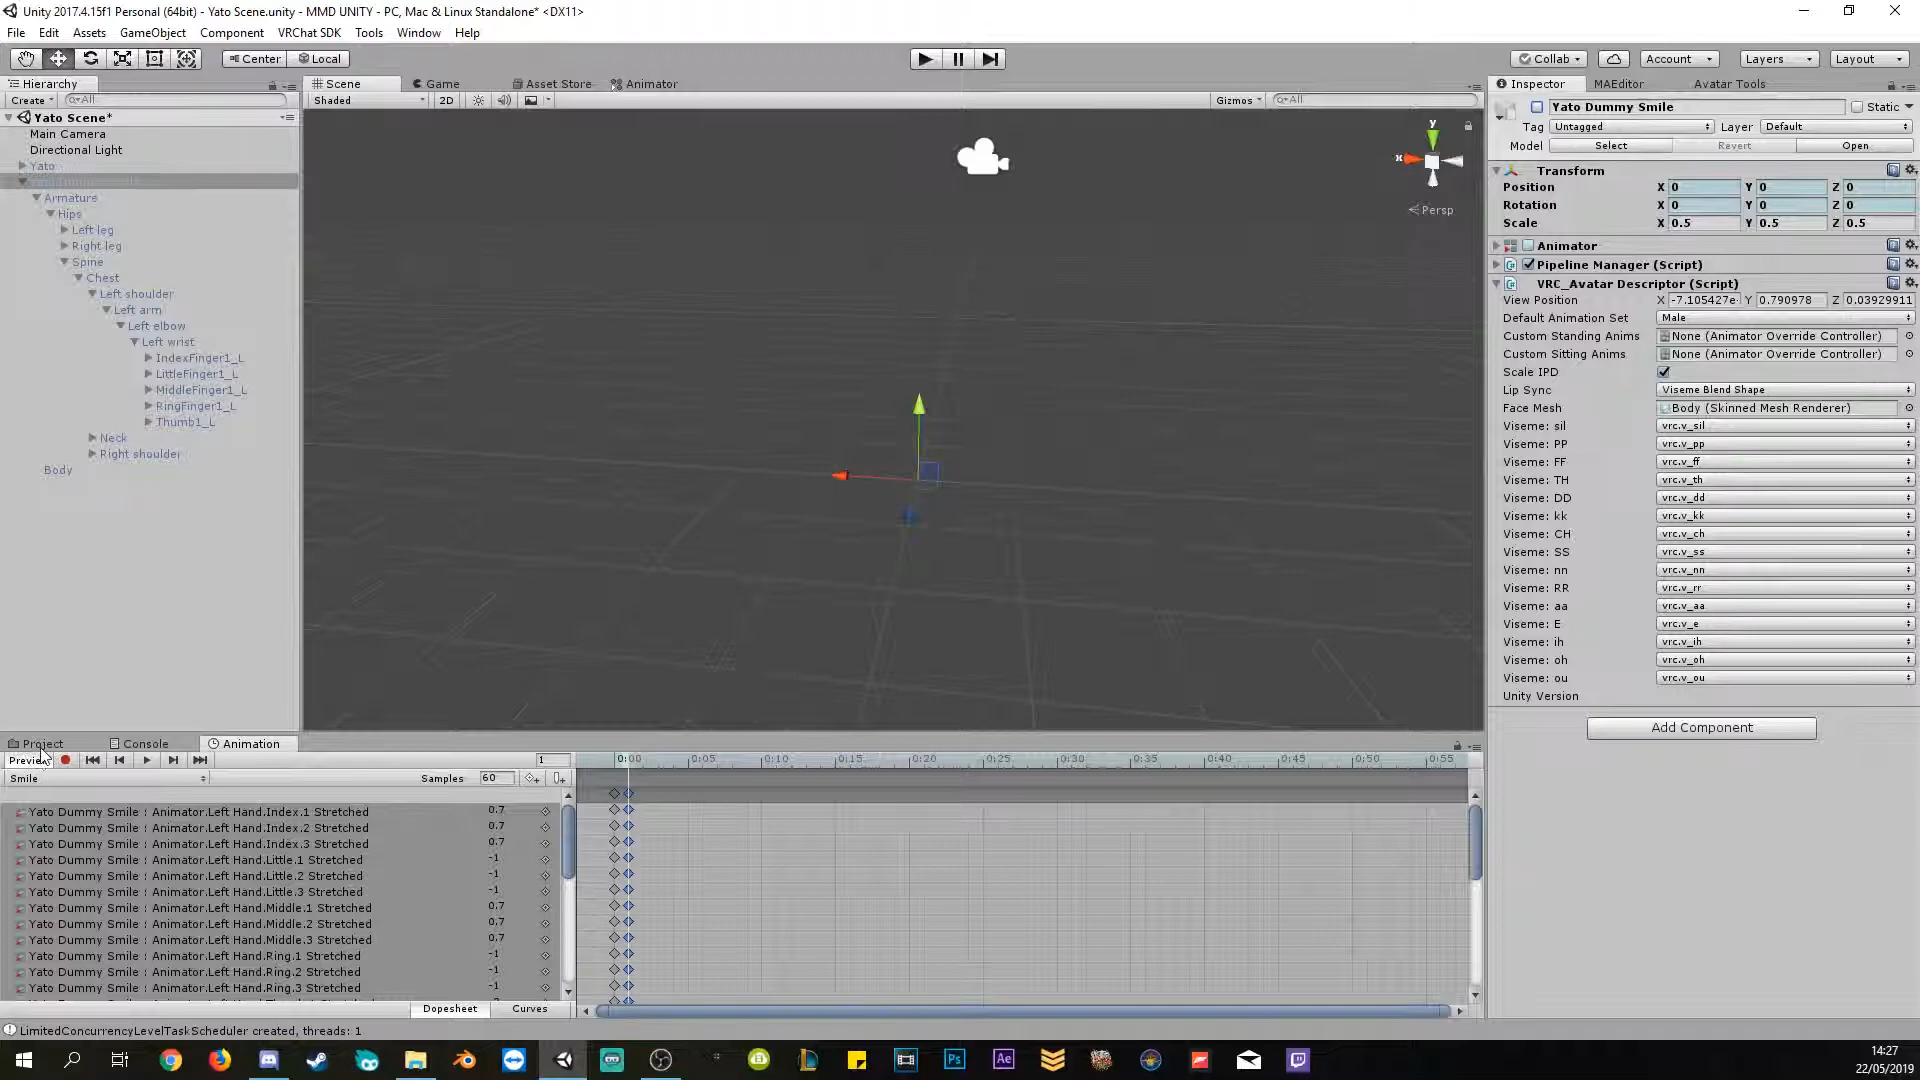 Unity 2017.4.15f1 Personal (64bit) - Yato Scene.unity - MMD UNITY - PC, Mac & Linux Standalone* <DX11>
File Edit Assets GameObject Component VRChat SDK Tools Window Help
Center Local Collab Account Layers Layout
Hierarchy Scene Game Asset Store Animator Inspector MAEditor Avatar Tools
Create All Shaded 2D Gizmos All
Yato Scene*
Main Camera
Directional Light
Yato
Armature
Hips
Left leg
Right leg
Spine
Chest
Left shoulder
Left arm
Left elbow
Left wrist
IndexFinger1_L
LittleFinger1_L
MiddleFinger1_L
RingFinger1_L
Thumb1_L
Neck
Right shoulder
Body
y
x
Persp
Yato Dummy Smile Static
Tag Untagged Layer Default
Model Select Revert Open
Transform
Position X 0 Y 0 Z 0
Rotation X 0 Y 0 Z 0
Scale X 0.5 Y 0.5 Z 0.5
Animator
Pipeline Manager (Script)
VRC_Avatar Descriptor (Script)
View Position X -7.105427e- Y 0.790978 Z 0.03929911
Default Animation Set Male
Custom Standing Anims None (Animator Override Controller)
Custom Sitting Anims None (Animator Override Controller)
Scale IPD
Lip Sync Viseme Blend Shape
Face Mesh Body (Skinned Mesh Renderer)
Viseme: sil vrc.v_sil
Viseme: PP vrc.v_pp
Viseme: FF vrc.v_ff
Viseme: TH vrc.v_th
Viseme: DD vrc.v_dd
Viseme: kk vrc.v_kk
Viseme: CH vrc.v_ch
Viseme: SS vrc.v_ss
Viseme: nn vrc.v_nn
Viseme: RR vrc.v_rr
Viseme: aa vrc.v_aa
Viseme: E vrc.v_e
Viseme: ih vrc.v_ih
Viseme: oh vrc.v_oh
Viseme: ou vrc.v_ou
Unity Version
Add Component
Project Console Animation
Preview 1 0:00 0:05 0:10 0:15 0:20 0:25 0:30 0:35 0:40 0:45 0:50 0:55
Smile Samples 60
Yato Dummy Smile : Animator.Left Hand.Index.1 Stretched 0.7
Yato Dummy Smile : Animator.Left Hand.Index.2 Stretched 0.7
Yato Dummy Smile : Animator.Left Hand.Index.3 Stretched 0.7
Yato Dummy Smile : Animator.Left Hand.Little.1 Stretched -1
Yato Dummy Smile : Animator.Left Hand.Little.2 Stretched -1
Yato Dummy Smile : Animator.Left Hand.Little.3 Stretched -1
Yato Dummy Smile : Animator.Left Hand.Middle.1 Stretched 0.7
Yato Dummy Smile : Animator.Left Hand.Middle.2 Stretched 0.7
Yato Dummy Smile : Animator.Left Hand.Middle.3 Stretched 0.7
Yato Dummy Smile : Animator.Left Hand.Ring.1 Stretched -1
Yato Dummy Smile : Animator.Left Hand.Ring.2 Stretched -1
Yato Dummy Smile : Animator.Left Hand.Ring.3 Stretched -1
Dopesheet Curves
LimitedConcurrencyLevelTaskScheduler created, threads: 1
Ps Ae
14:27
22/05/2019